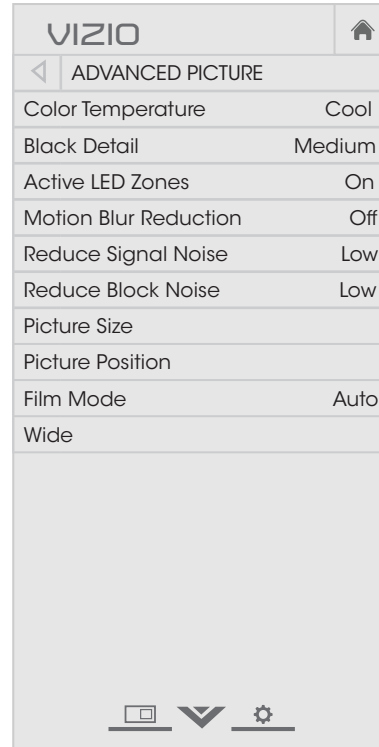 VIZIO
ADVANCED PICTURE
Color Temperature Cool
Black Detail Medium
Active LED Zones On
Motion Blur Reduction Off
Reduce Signal Noise Low
Reduce Block Noise Low
Picture Size
Picture Position
Film Mode Auto
Wide